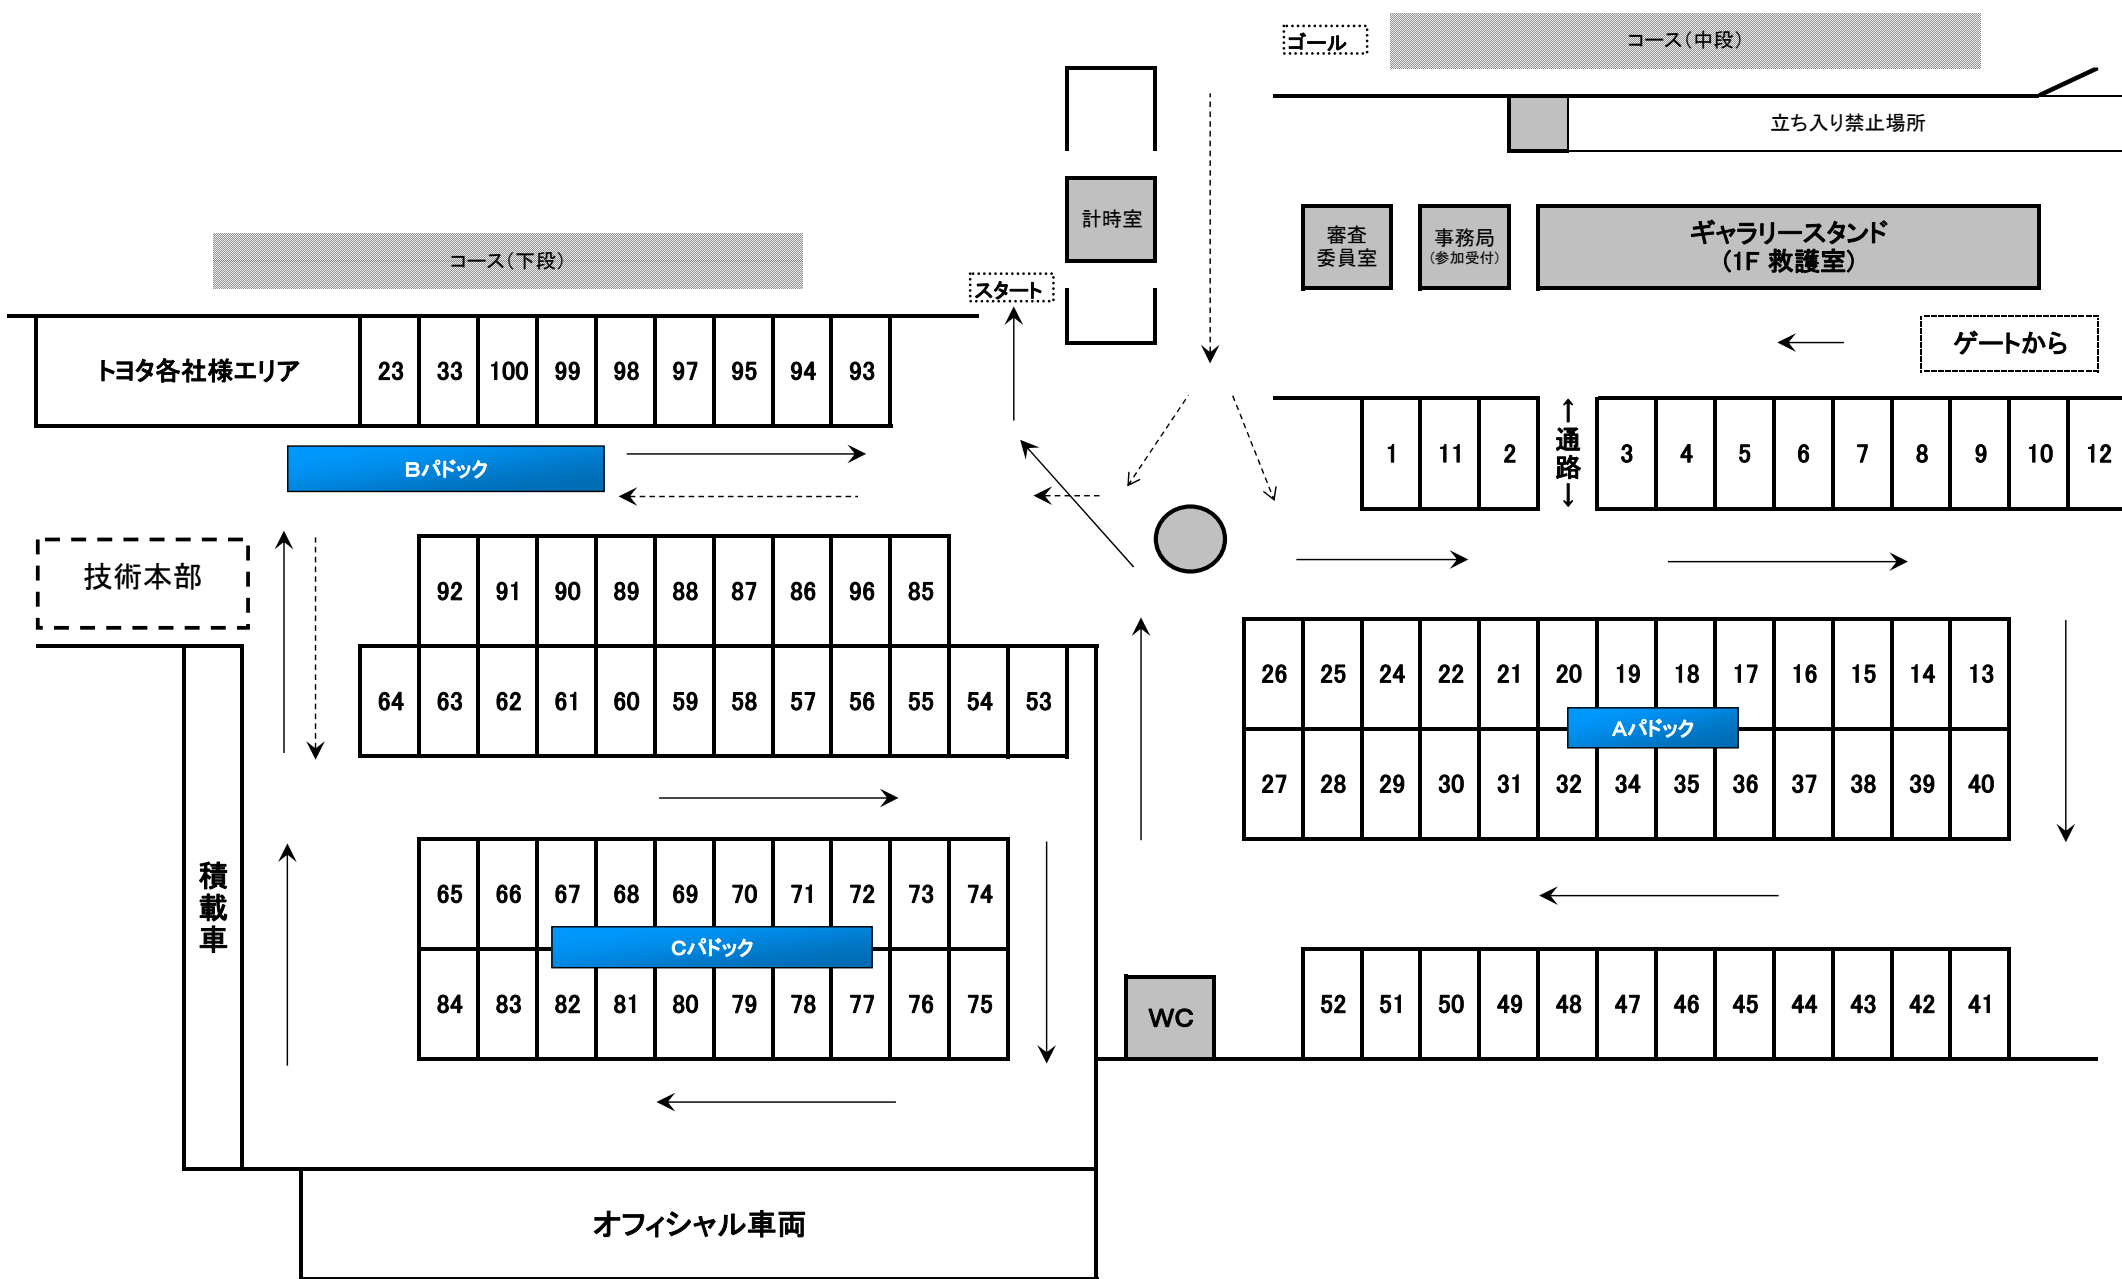 ゴール
コース(中段)
立ち入り禁止場所
計時室
審査
委員室
事務局
(参加受付)
ギャラリースタンド
(1F 救護室)
コース(下段)
スタート
ゲートから
トヨタ各社様エリア
23 33 100 99 98 97 95 94 93
1 11 2
↑通路↓
3 4 5 6 7 8 9 10 12
Bパドック
技術本部
92 91 90 89 88 87 86 96 85
64 63 62 61 60 59 58 57 56 55 54 53
26 25 24 22 21 20 19 18 17 16 15 14 13
Aパドック
27 28 29 30 31 32 34 35 36 37 38 39 40
積載車
65 66 67 68 69 70 71 72 73 74
Cパドック
84 83 82 81 80 79 78 77 76 75
WC
52 51 50 49 48 47 46 45 44 43 42 41
オフィシャル車両